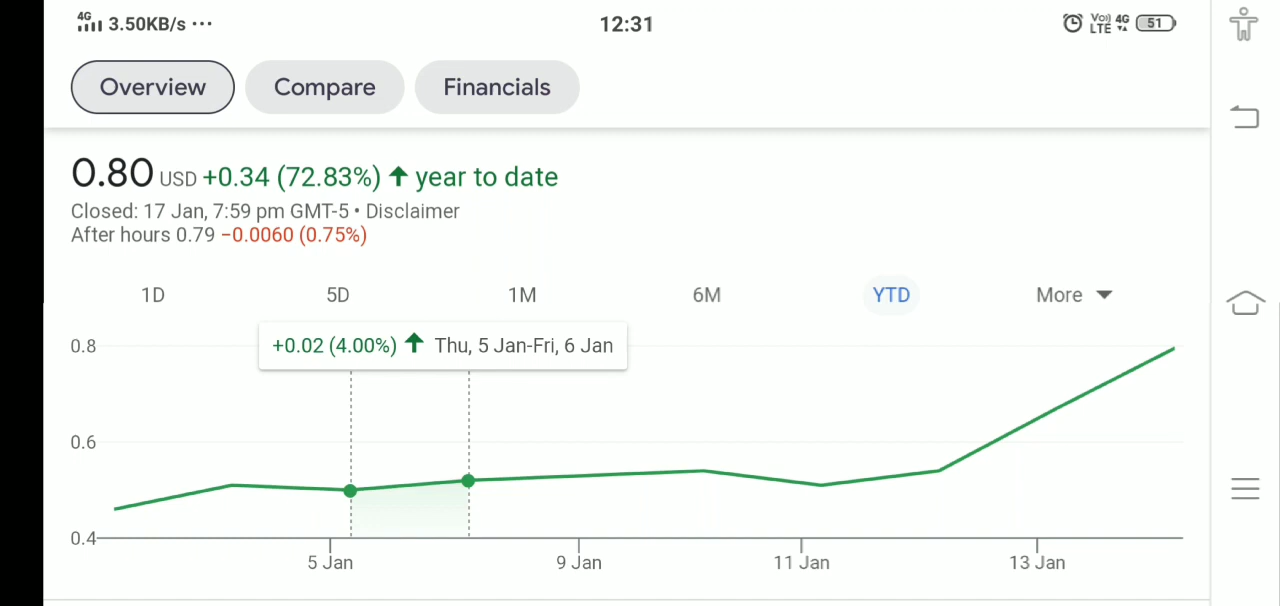 4G 3.50KB/s ··· 12:31 Vo) LTE 4G 51
Overview Compare Financials
0.80 USD +0.34 (72.83%) ↑ year to date
Closed: 17 Jan, 7:59 pm GMT-5 • Disclaimer
After hours 0.79 −0.0060 (0.75%)
1D 5D 1M 6M YTD More
+0.02 (4.00%) ↑ Thu, 5 Jan-Fri, 6 Jan
0.8
0.6
0.4
5 Jan 9 Jan 11 Jan 13 Jan